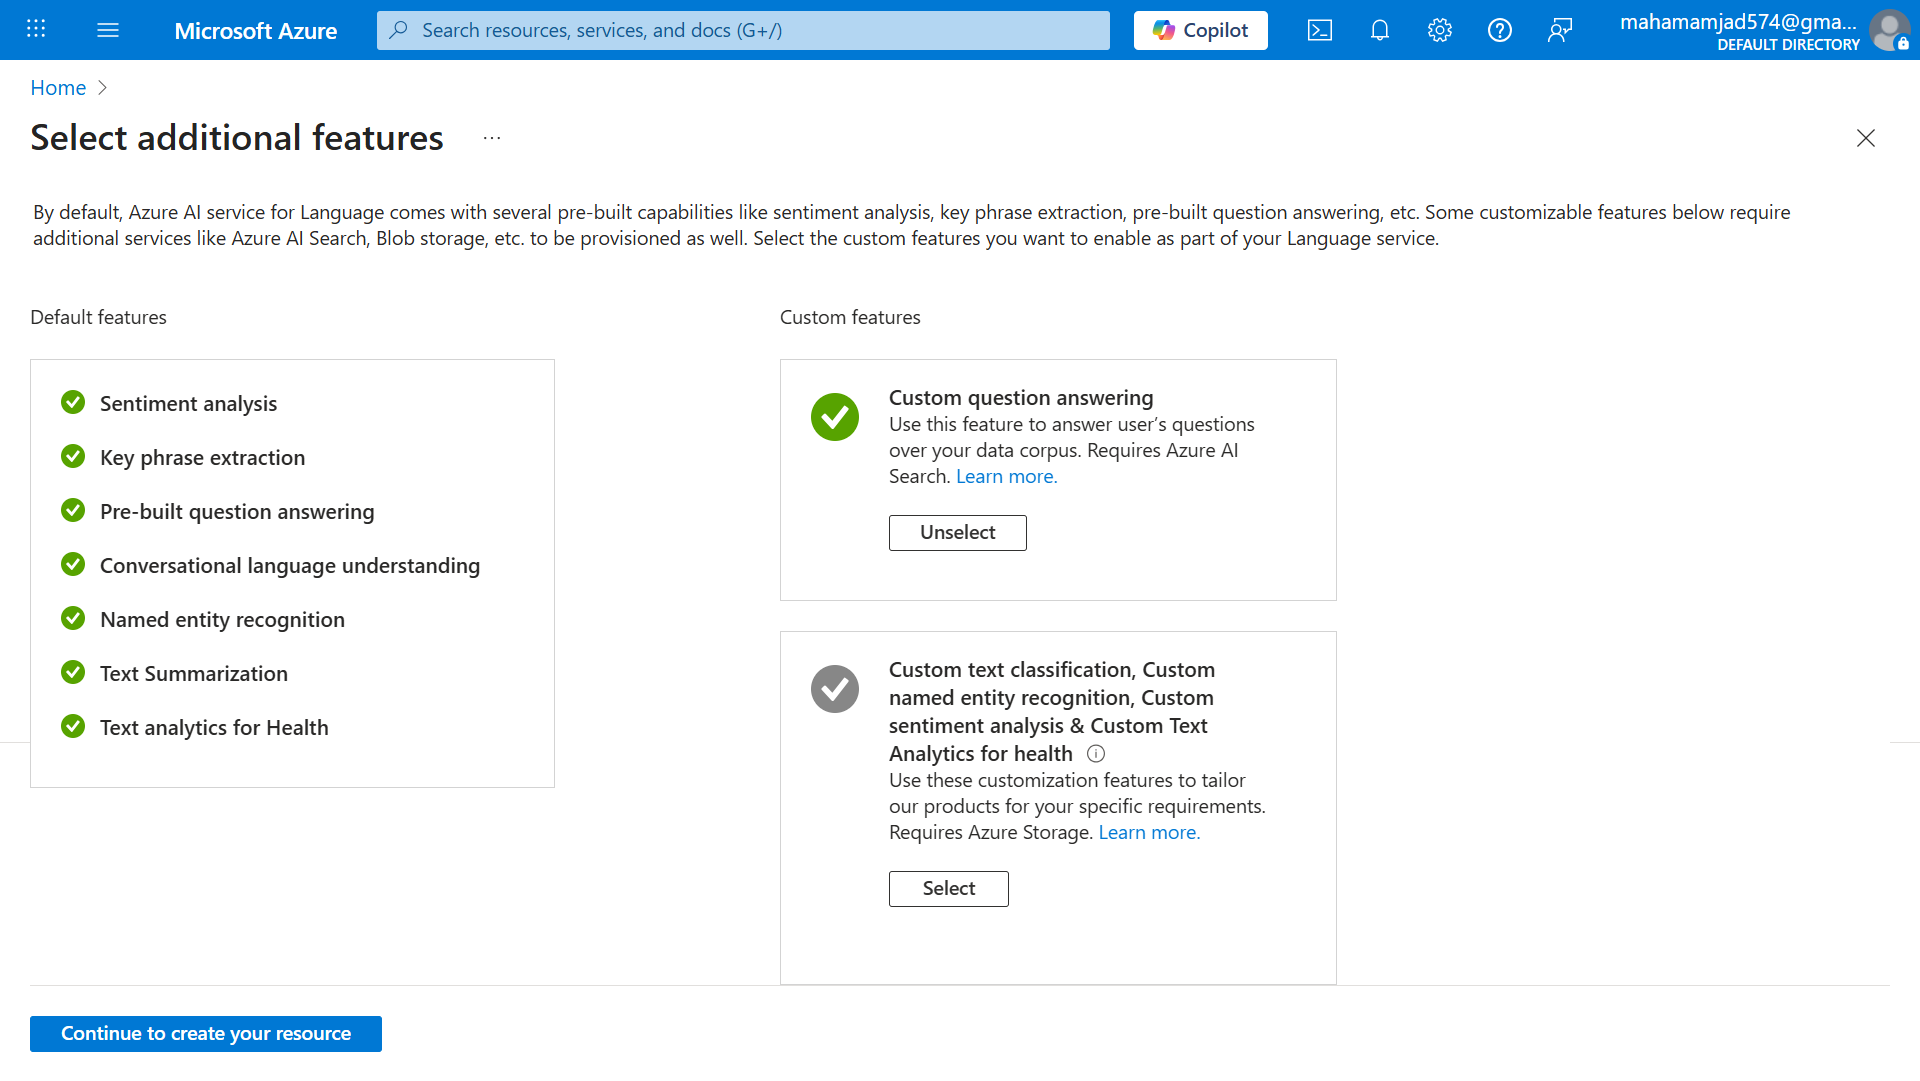 Microsoft Azure
Search resources, services, and docs (G+/)
Copilot
mahamamjad574@gma...
DEFAULT DIRECTORY
Home
Select additional features
By default, Azure AI service for Language comes with several pre-built capabilities like sentiment analysis, key phrase extraction, pre-built question answering, etc. Some customizable features below require
additional services like Azure AI Search, Blob storage, etc. to be provisioned as well. Select the custom features you want to enable as part of your Language service.
Default features
Sentiment analysis
Key phrase extraction
Pre-built question answering
Conversational language understanding
Named entity recognition
Text Summarization
Text analytics for Health
Custom features
Custom question answering
Use this feature to answer user’s questions
over your data corpus. Requires Azure AI
Search. Learn more.
Unselect
Custom text classification, Custom
named entity recognition, Custom
sentiment analysis & Custom Text
Analytics for health
Use these customization features to tailor
our products for your specific requirements.
Requires Azure Storage. Learn more.
Select
Continue to create your resource